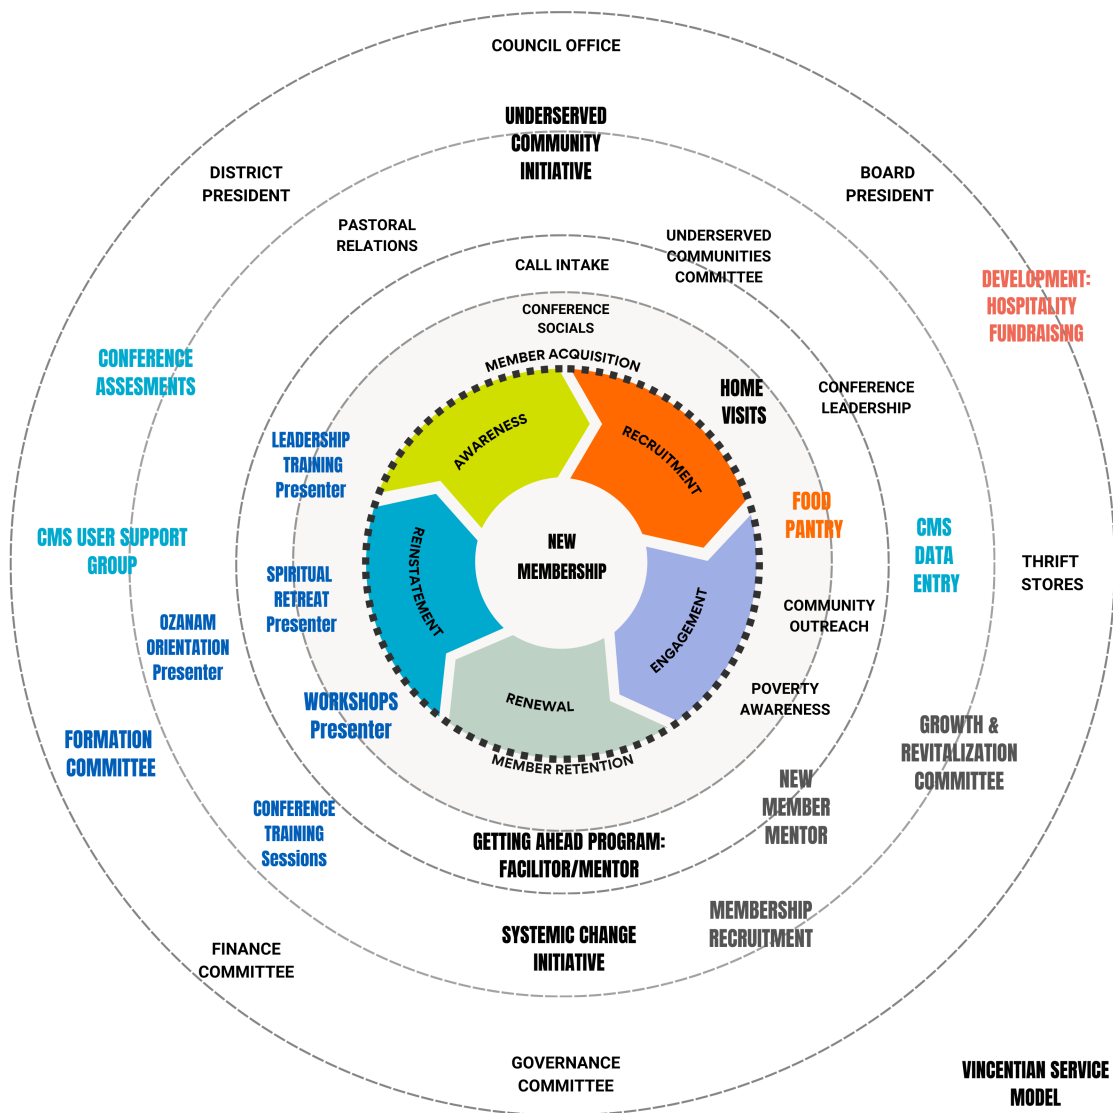 COUNCIL OFFICE
UNDERSERVED
COMMUNITY
INITIATIVE
DISTRICT
PRESIDENT
BOARD
PRESIDENT
PASTORAL
RELATIONS
UNDERSERVED
COMMUNITIES
COMMITTEE
CALL INTAKE
DEVELOPMENT:
HOSPITALITY
FUNDRAISING
CONFERENCE
SOCIALS
MEMBER ACQUISITION
CONFERENCE
ASSESMENTS
HOME
VISITS
CONFERENCE
LEADERSHIP
AWARENESS
RECRUITMENT
LEADERSHIP
TRAINING
Presenter
FOOD
PANTRY
CMS USER SUPPORT
GROUP
CMS
DATA
ENTRY
NEW
MEMBERSHIP
THRIFT
STORES
REINSTATEMENT
SPIRITUAL
RETREAT
Presenter
ENGAGEMENT
COMMUNITY
OUTREACH
OZANAM
ORIENTATION
Presenter
RENEWAL
POVERTY
AWARENESS
WORKSHOPS
Presenter
FORMATION
COMMITTEE
GROWTH &
REVITALIZATION
COMMITTEE
MEMBER RETENTION
NEW
MEMBER
MENTOR
CONFERENCE
TRAINING
Sessions
GETTING AHEAD PROGRAM:
FACILITOR/MENTOR
MEMBERSHIP
RECRUITMENT
SYSTEMIC CHANGE
INITIATIVE
FINANCE
COMMITTEE
GOVERNANCE
COMMITTEE
VINCENTIAN SERVICE
MODEL